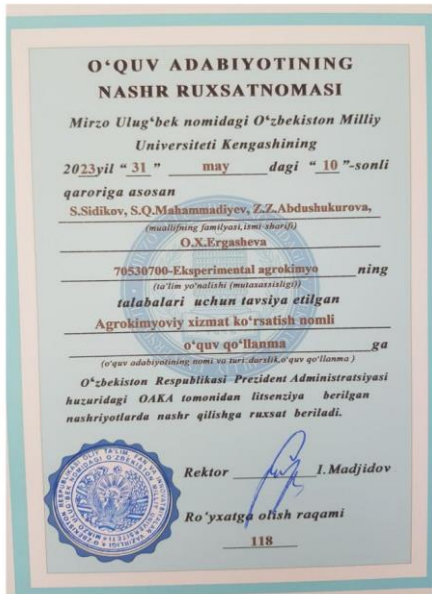 O‘QUV ADABIYOTINING
NASHR RUXSATNOMASI
Mirzo Ulug‘bek nomidagi O‘zbekiston Milliy
Universiteti Kengashining
2023yil “ 31 ” may dagi “ 10 ”-sonli
qaroriga asosan
S.Sidikov, S.Q.Mahammadiyev, Z.Z.Abdushukurova,
(muallifning familyasi,ismi-sharifi)
O.X.Ergasheva
70530700-Eksperimental agrokimyo ning
(ta’lim yo’nalishi (mutaxassisligi))
talabalari uchun tavsiya etilgan
Agrokimyoviy xizmat ko‘rsatish nomli
o‘quv qo‘llanma ga
(o‘quv adabiyotining nomi va turi:darslik,o‘quv qo‘llanma )
O‘zbekiston Respublikasi Prezident Administratsiyasi
huzuridagi OAKA tomonidan litsenziya berilgan
nashriyotlarda nashr qilishga ruxsat beriladi.
Rektor I.Madjidov
Ro‘yxatga olish raqami
118